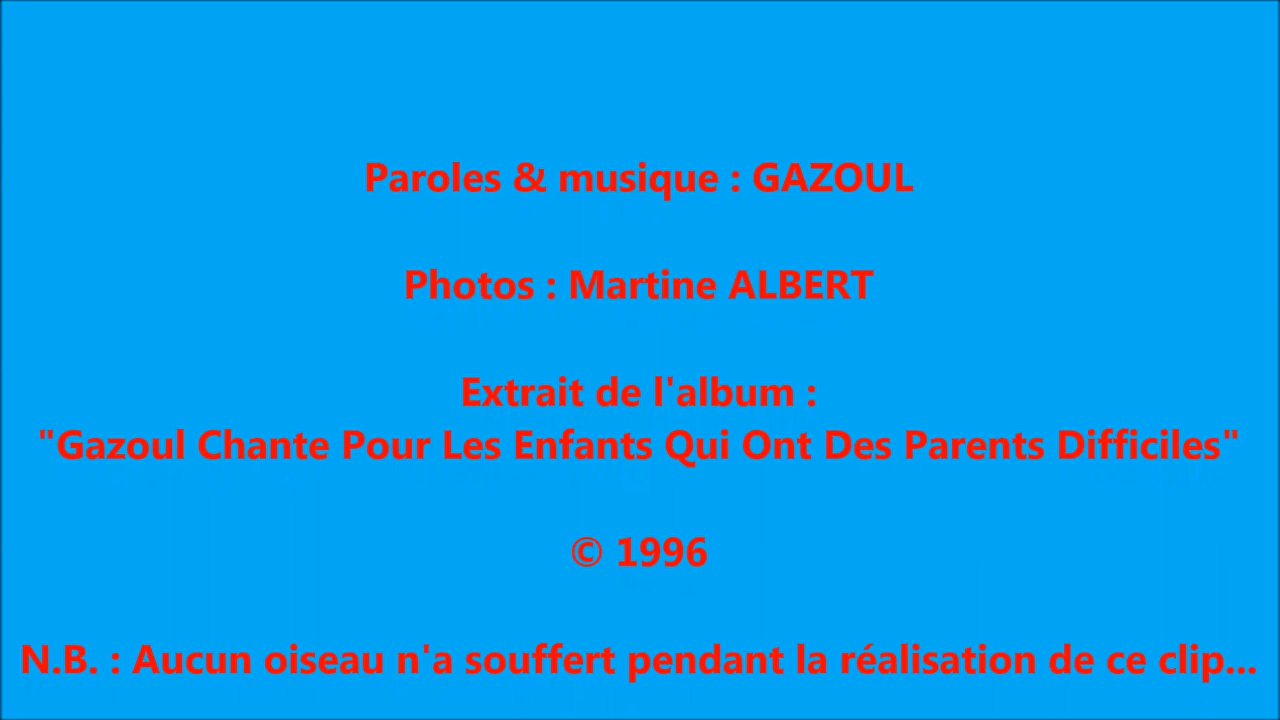 Paroles & musique : GAZOUL
Photos : Martine ALBERT
Extrait de l'album :
"Gazoul Chante Pour Les Enfants Qui Ont Des Parents Difficiles"
© 1996
N.B. : Aucun oiseau n'a souffert pendant la réalisation de ce clip...